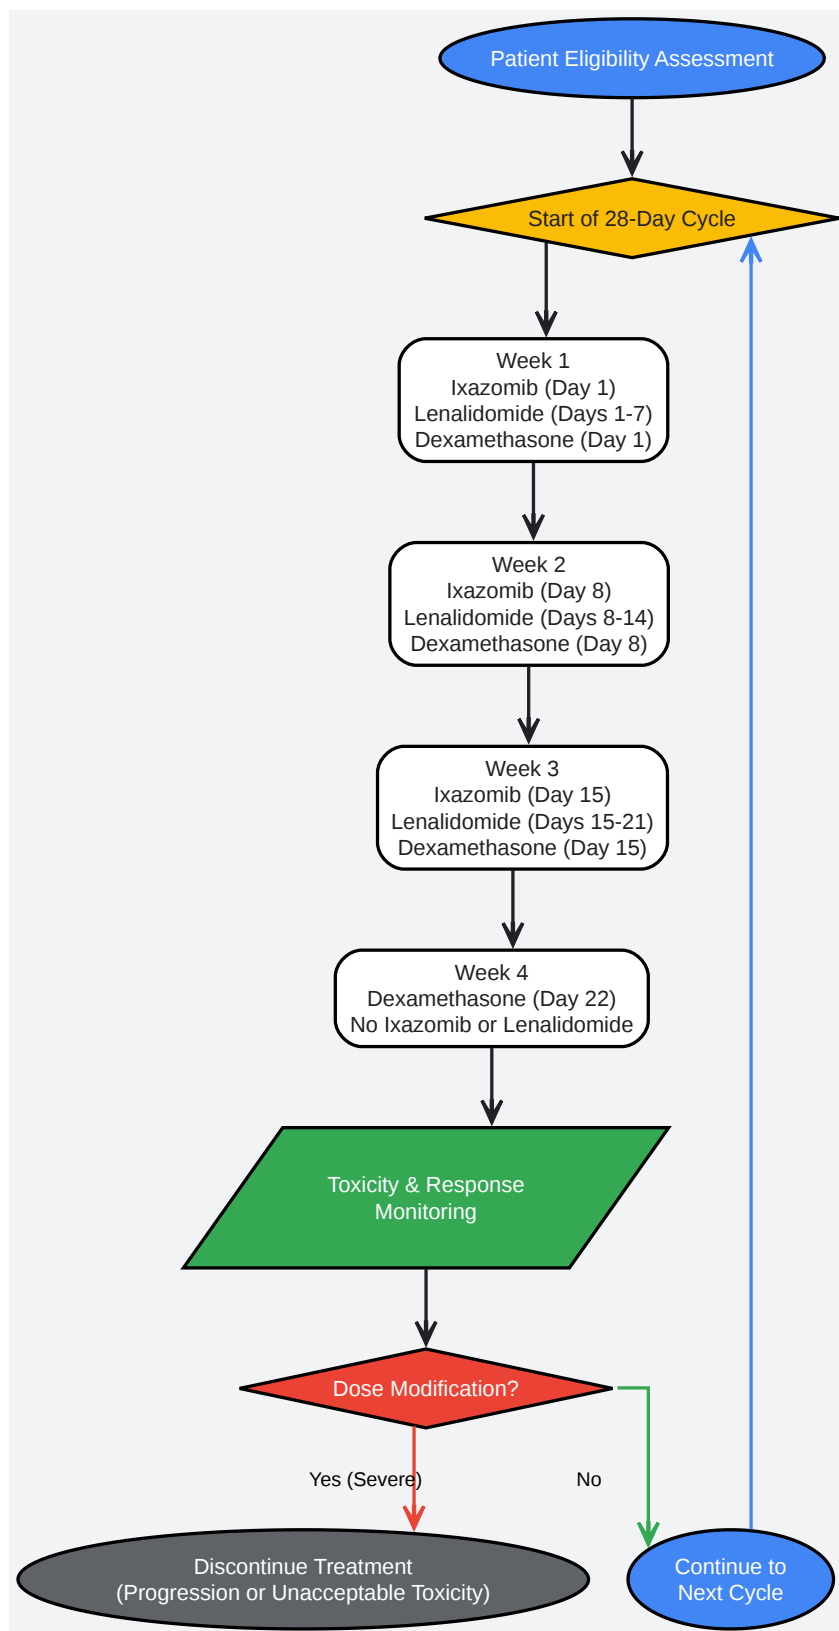 Patient Eligibility Assessment
Start of 28-Day Cycle
Week 1
Ixazomib (Day 1)
Lenalidomide (Days 1-7)
Dexamethasone (Day 1)
Week 2
Ixazomib (Day 8)
Lenalidomide (Days 8-14)
Dexamethasone (Day 8)
Week 3
Ixazomib (Day 15)
Lenalidomide (Days 15-21)
Dexamethasone (Day 15)
Week 4
Dexamethasone (Day 22)
No Ixazomib or Lenalidomide
Toxicity & Response
Monitoring
Dose Modification?
Yes (Severe)
No
Discontinue Treatment
(Progression or Unacceptable Toxicity)
Continue to
Next Cycle